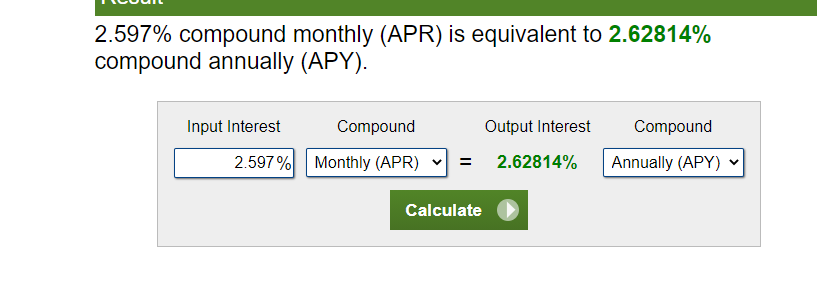 Result
2.597% compound monthly (APR) is equivalent to 2.62814%
compound annually (APY).
Input Interest Compound Output Interest Compound
2.597% Monthly (APR) = 2.62814% Annually (APY)
Calculate